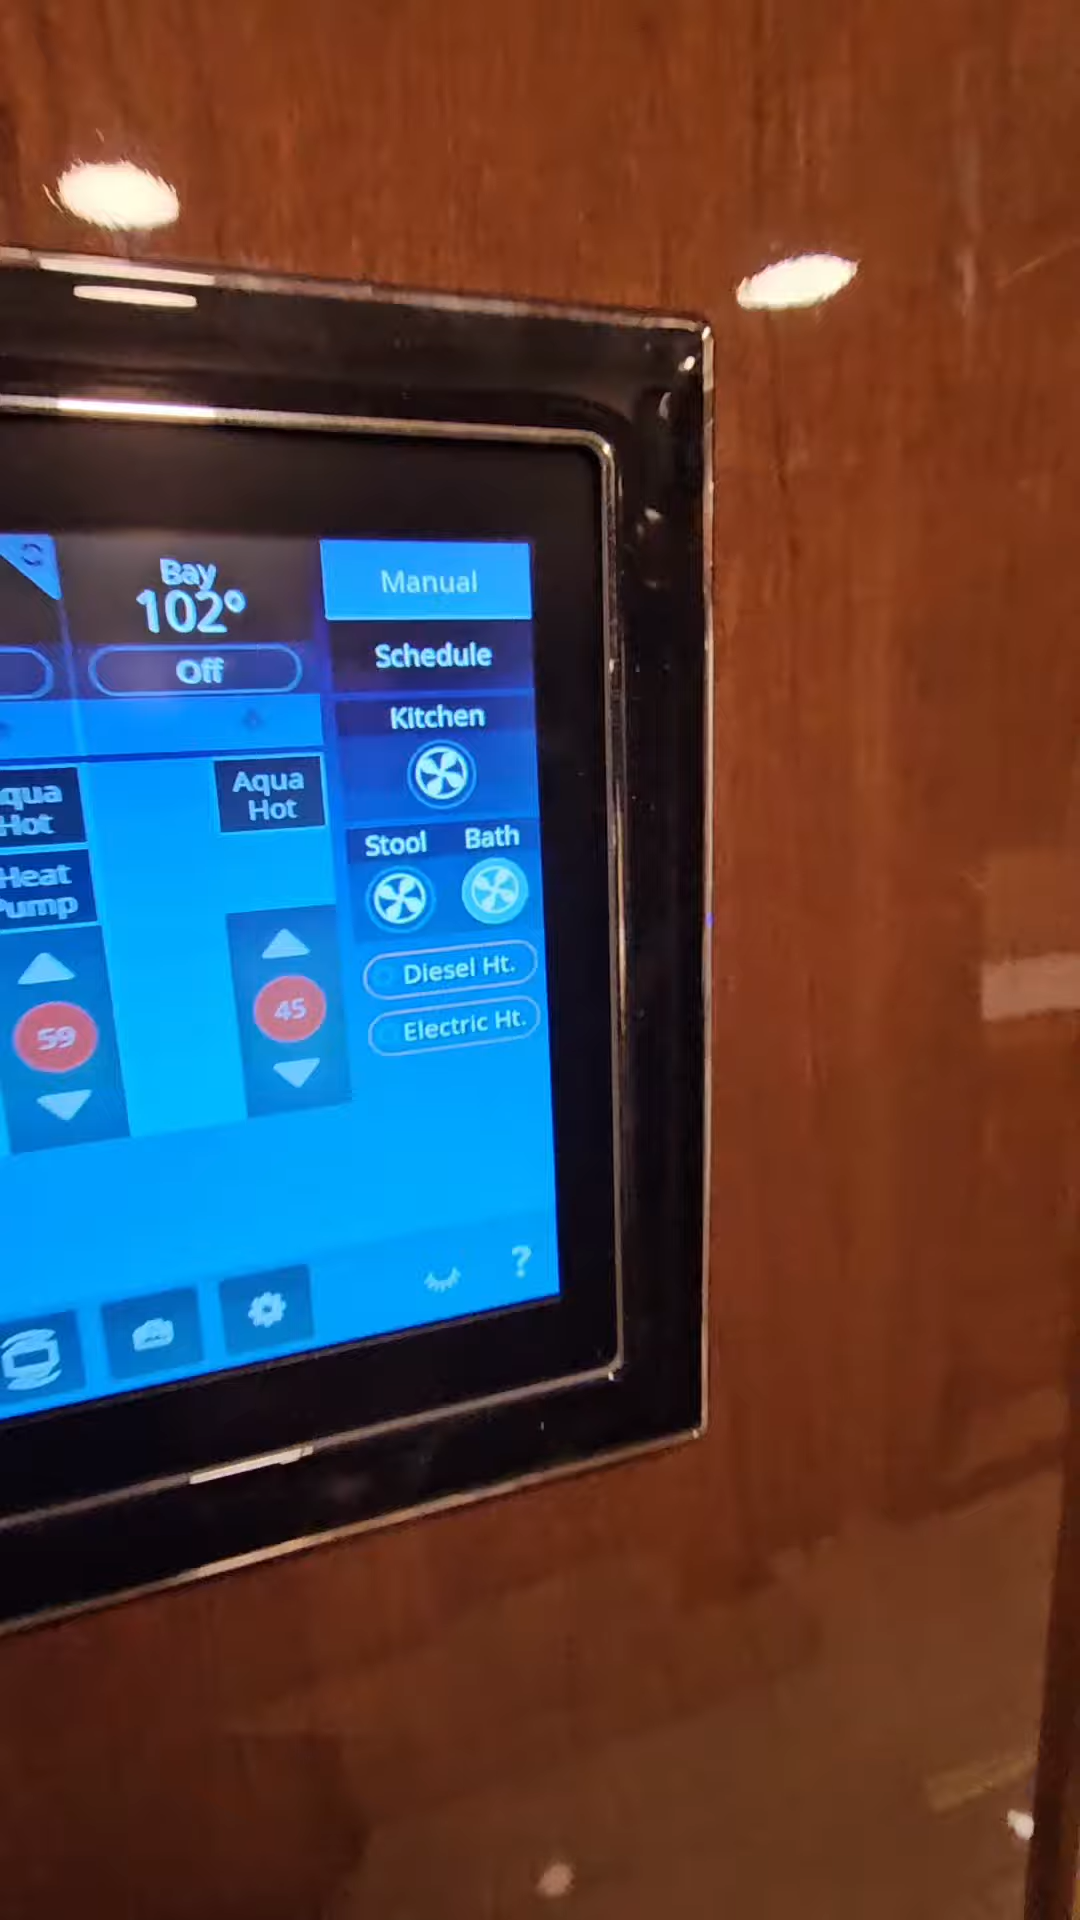 Bay
102°
Off
Manual
Schedule
Kitchen
qua
Hot
Aqua
Hot
Heat
Pump
Stool
Bath
59
45
Diesel Ht.
Electric Ht.
?